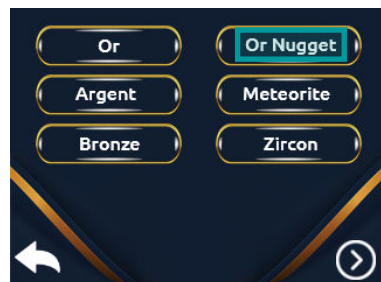 Or
Or Nugget
Argent
Meteorite
Bronze
Zircon